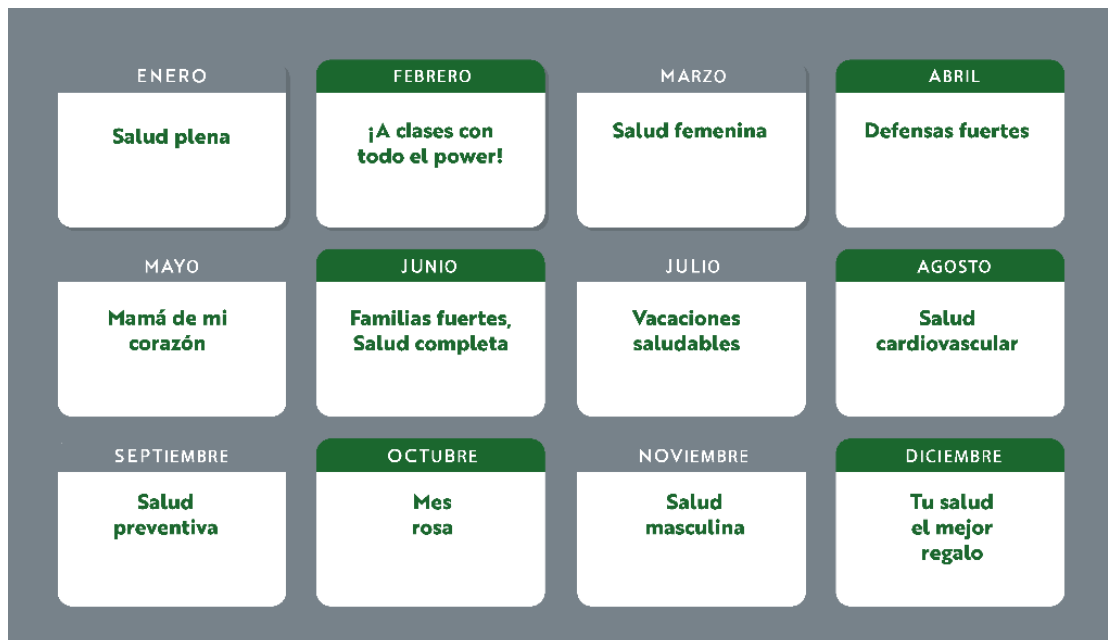 ENERO
Salud plena
FEBRERO
¡A clases con
todo el power!
MARZO
Salud femenina
ABRIL
Defensas fuertes
MAYO
Mamá de mi
corazón
JUNIO
Familias fuertes,
Salud completa
JULIO
Vacaciones
saludables
AGOSTO
Salud
cardiovascular
SEPTIEMBRE
Salud
preventiva
OCTUBRE
Mes
rosa
NOVIEMBRE
Salud
masculina
DICIEMBRE
Tu salud
el mejor
regalo